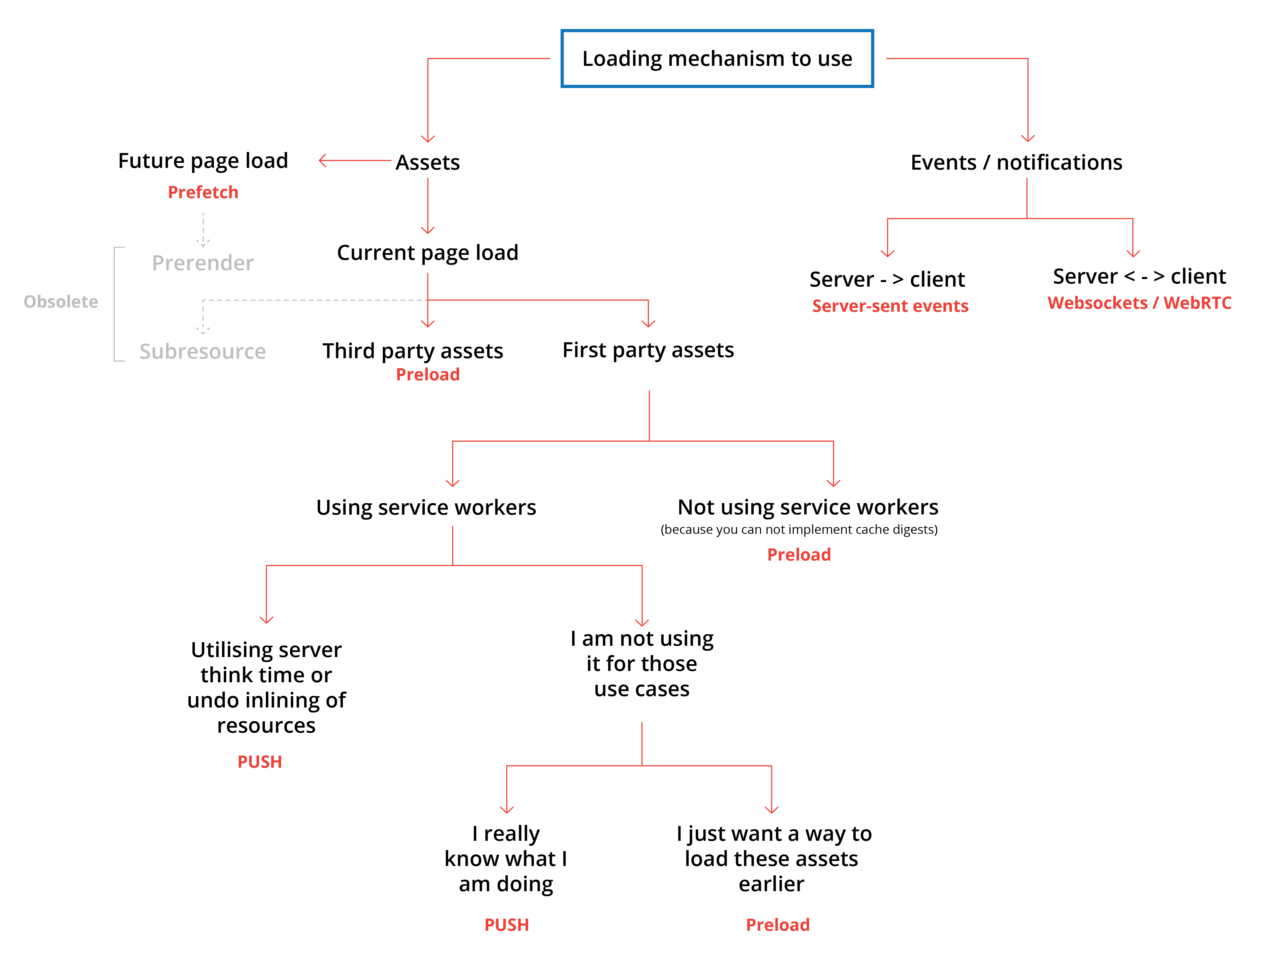 Loading mechanism to use
Future page load
Prefetch
Assets
Events / notifications
Prerender
Current page load
Obsolete
Subresource
Server - > client
Server-sent events
Server < - > client
Websockets / WebRTC
Third party assets
Preload
First party assets
Using service workers
Not using service workers
(because you can not implement cache digests)
Preload
Utilising server
think time or
undo inlining of
resources
PUSH
I am not using
it for those
use cases
I really
know what I
am doing
PUSH
I just want a way to
load these assets
earlier
Preload